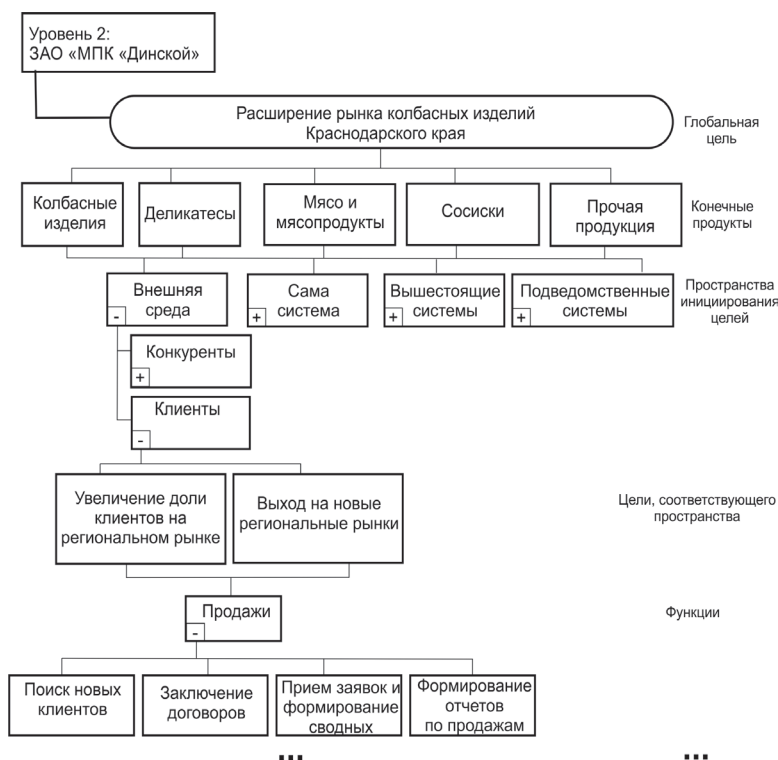 Уровень 2:
ЗАО «МПК «Динской»
Расширение рынка колбасных изделий
Краснодарского края
Глобальная
цель
Колбасные
изделия
Деликатесы
Мясо и
мясопродукты
Сосиски
Прочая
продукция
Конечные
продукты
Внешняя
среда
-
Сама
система
+
Вышестоящие
системы
+
Подведомственные
системы
+
Пространства
инициирования
целей
Конкуренты
+
Клиенты
-
Увеличение доли
клиентов на
региональном рынке
Выход на новые
региональные рынки
Цели, соответствующего
пространства
Продажи
-
Функции
Поиск новых
клиентов
Заключение
договоров
Прием заявок и
формирование
сводных
Формирование
отчетов
по продажам
...
...